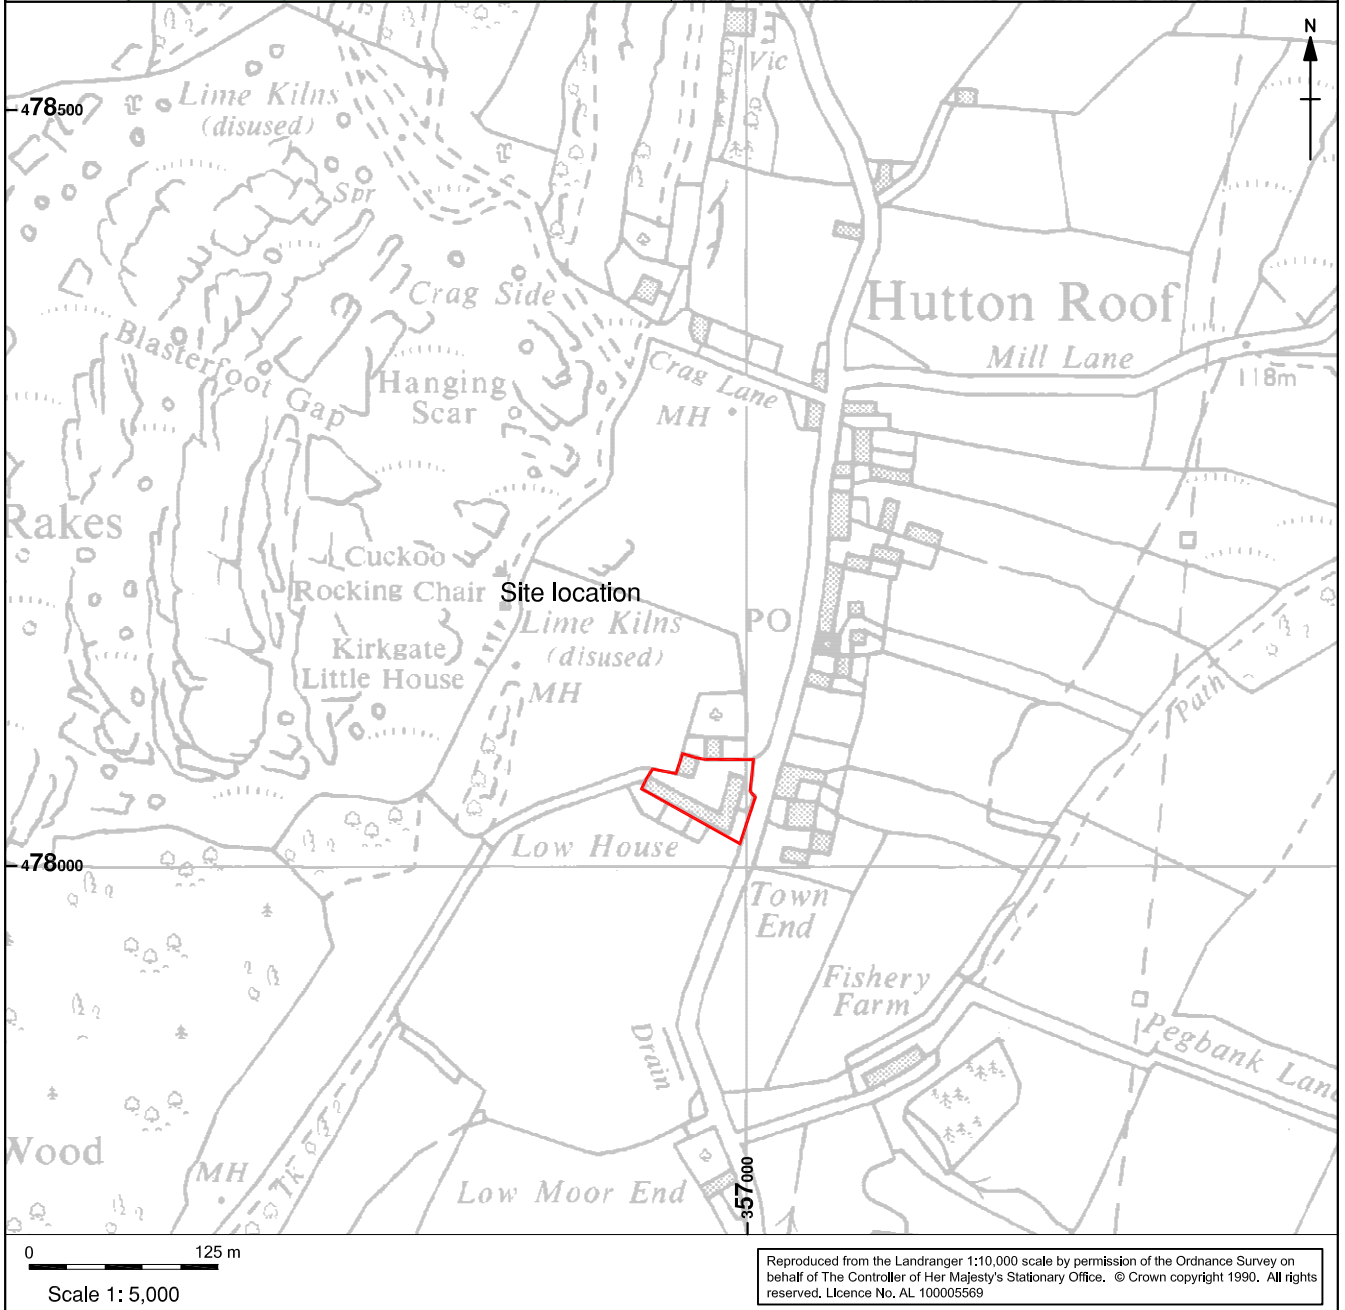 N
Vic
Lime Kilns
(disused)
478500
Spr
Crag Side
Hutton Roof
Blasterfoot Gap
Mill Lane
Crag Lane
118m
Hanging
Scar
MH
Rakes
Cuckoo
Rocking Chair
Site location
PO
Lime Kilns
(disused)
Kirkgate
Little House
MH
Path
Low House
478000
Town
End
Fishery
Farm
Drain
Pegbank Lane
Wood
MH
Tk
Low Moor End
357000
0 125 m
Scale 1: 5,000
Reproduced from the Landranger 1:10,000 scale by permission of the Ordnance Survey on
behalf of The Controller of Her Majesty's Stationary Office. © Crown copyright 1990. All rights
reserved. Licence No. AL 100005569